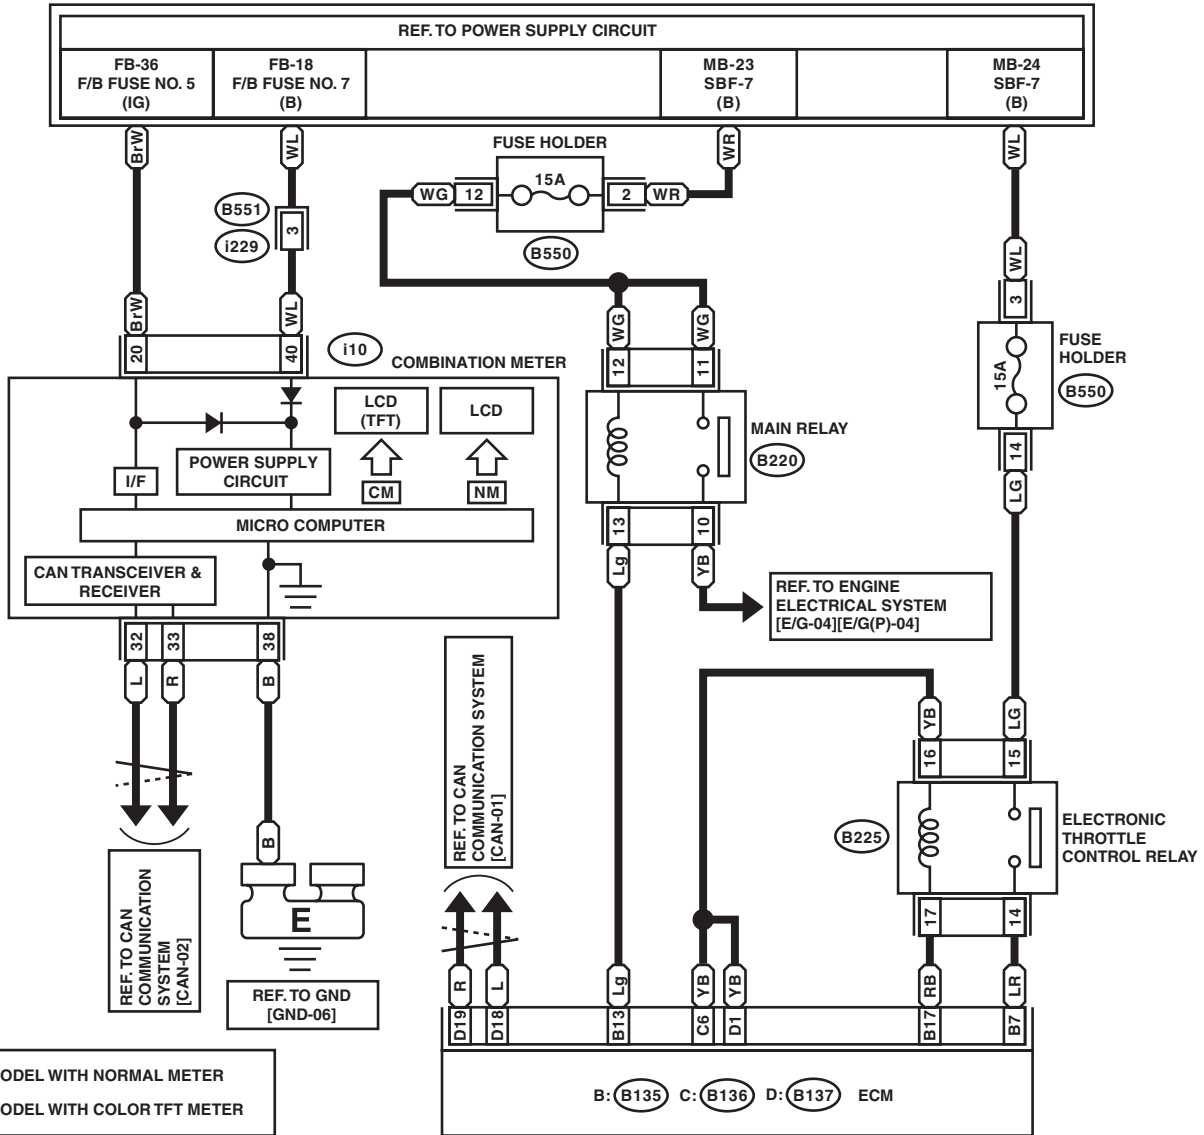 REF. TO POWER SUPPLY CIRCUIT
FB-36
F/B FUSE NO. 5
(IG)
FB-18
F/B FUSE NO. 7
(B)
MB-23
SBF-7
(B)
MB-24
SBF-7
(B)
BrW
WL
WR
WL
FUSE HOLDER
15A
WG
12
2
WR
B550
B551
i229
3
BrW
WL
20
40
i10
COMBINATION METER
LCD
(TFT)
LCD
POWER SUPPLY
CIRCUIT
I/F
CM
NM
MICRO COMPUTER
CAN TRANSCEIVER &
RECEIVER
32
33
38
L
R
B
B
E
REF. TO CAN
COMMUNICATION
SYSTEM
[CAN-02]
REF. TO GND
[GND-06]
WG
WG
12
11
MAIN RELAY
B220
13
10
Lg
YB
REF. TO ENGINE
ELECTRICAL SYSTEM
[E/G-04][E/G(P)-04]
WL
3
FUSE
HOLDER
15A
B550
14
LG
REF. TO CAN
COMMUNICATION SYSTEM
[CAN-01]
YB
LG
16
15
B225
ELECTRONIC
THROTTLE
CONTROL RELAY
17
14
R
L
Lg
YB
YB
RB
LR
D19
D18
B13
C6
D1
B17
B7
B: B135 C: B136 D: B137 ECM
ODEL WITH NORMAL METER
ODEL WITH COLOR TFT METER